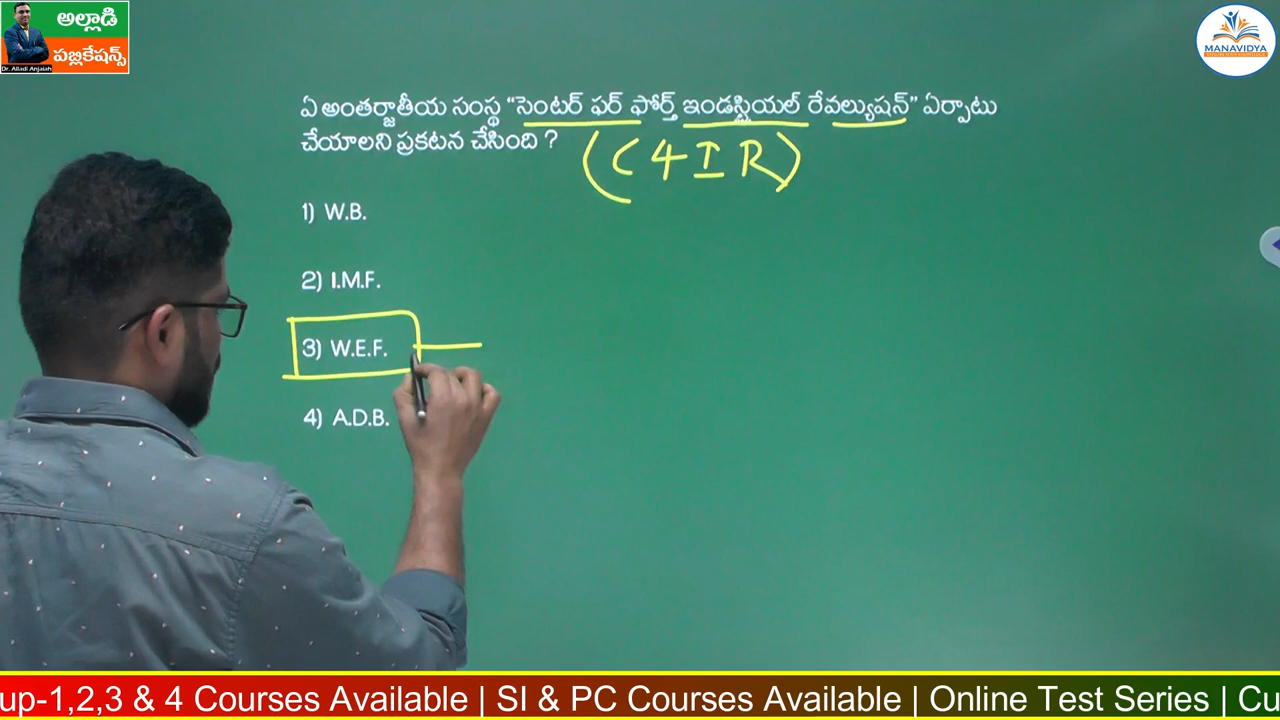 అల్లాడి
పబ్లికేషన్స్
Dr. Alladi Anjaiah
MANAVIDYA
ఏ అంతర్జాతీయ సంస్థ “సెంటర్ ఫర్ ఫోర్త్ ఇండస్ట్రియల్ రేవల్యుషన్” ఏర్పాటు
చేయాలని ప్రకటన చేసింది ?
(C4IR)
1) W.B.
2) I.M.F.
3) W.E.F.
4) A.D.B.
up-1,2,3 & 4 Courses Available | SI & PC Courses Available | Online Test Series | Cu